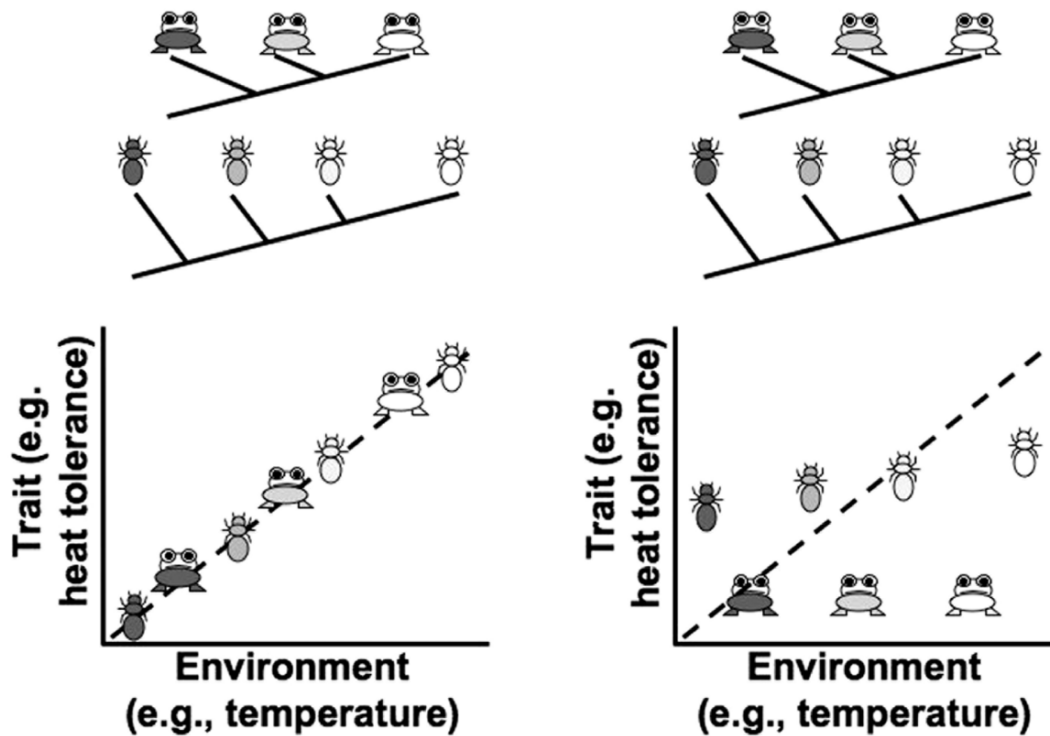 Trait (e.g.
heat tolerance)
Environment
(e.g., temperature)
Trait (e.g.
heat tolerance)
Environment
(e.g., temperature)